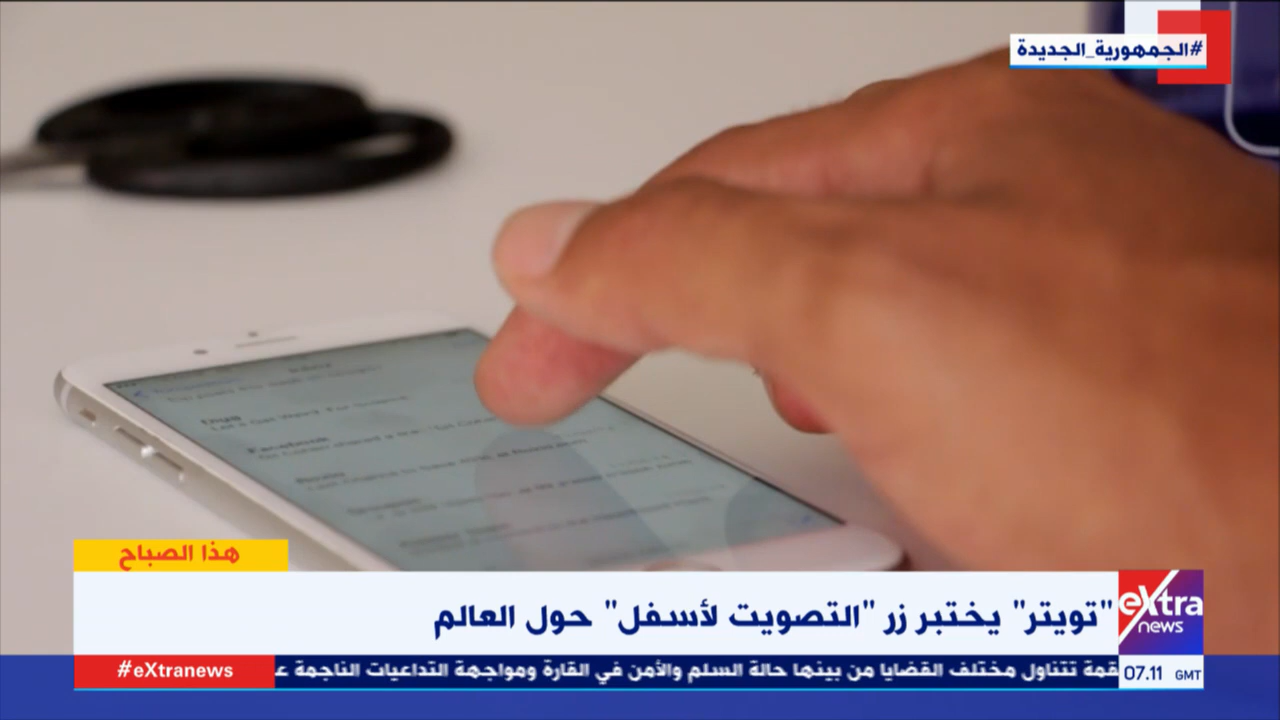 #الجمهورية_الجديدة
هذا الصباح
"تويتر" يختبر زر "التصويت لأسفل" حول العالم
eXtra news
#eXtranews
قمة تتناول مختلف القضايا من بينها حالة السلم والأمن في القارة ومواجهة التداعيات الناجمة ع
07.11 GMT
Facebook